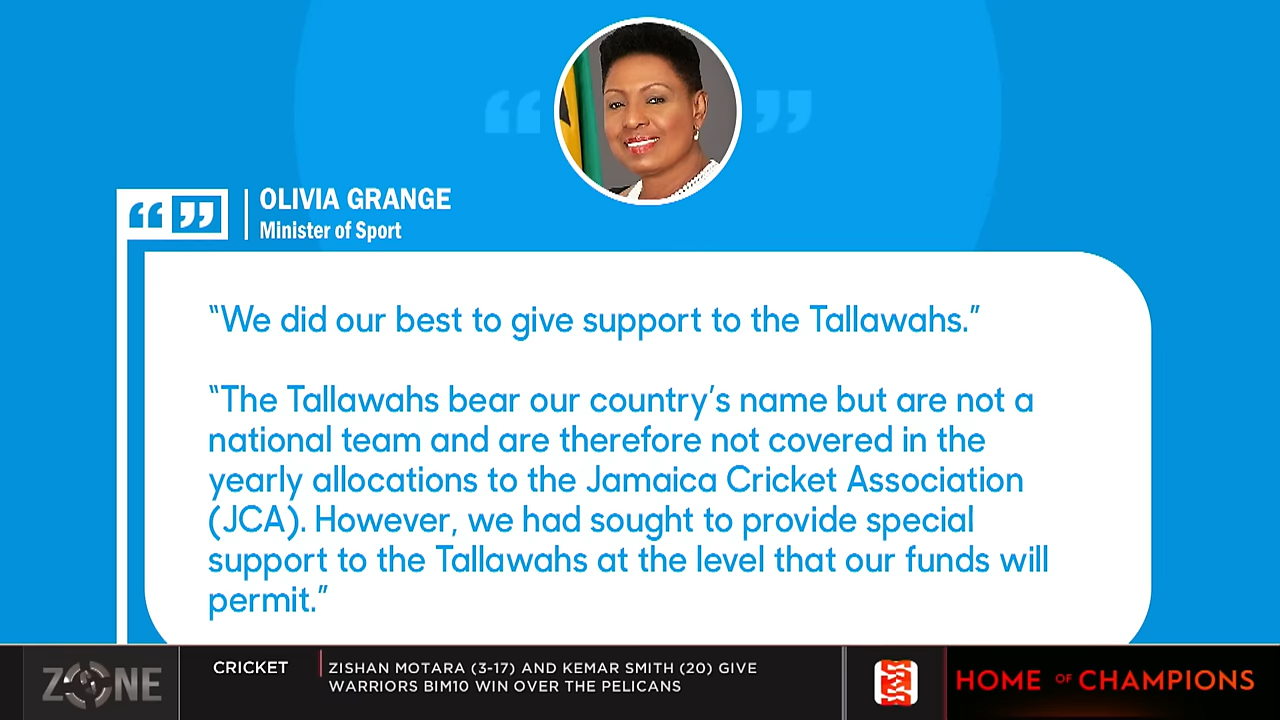 OLIVIA GRANGE
Minister of Sport
“We did our best to give support to the Tallawahs.”
“The Tallawahs bear our country’s name but are not a
national team and are therefore not covered in the
yearly allocations to the Jamaica Cricket Association
(JCA). However, we had sought to provide special
support to the Tallawahs at the level that our funds will
permit.”
ZONE
CRICKET
ZISHAN MOTARA (3-17) AND KEMAR SMITH (20) GIVE
WARRIORS BIM10 WIN OVER THE PELICANS
HOME OF CHAMPIONS